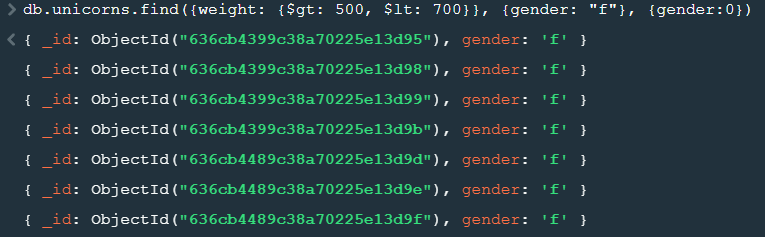 > db.unicorns.find({weight: {$gt: 500, $lt: 700}}, {gender: "f"}, {gender:0})
< { _id: ObjectId("636cb4399c38a70225e13d95"), gender: 'f' }
{ _id: ObjectId("636cb4399c38a70225e13d98"), gender: 'f' }
{ _id: ObjectId("636cb4399c38a70225e13d99"), gender: 'f' }
{ _id: ObjectId("636cb4399c38a70225e13d9b"), gender: 'f' }
{ _id: ObjectId("636cb4489c38a70225e13d9d"), gender: 'f' }
{ _id: ObjectId("636cb4489c38a70225e13d9e"), gender: 'f' }
{ _id: ObjectId("636cb4489c38a70225e13d9f"), gender: 'f' }